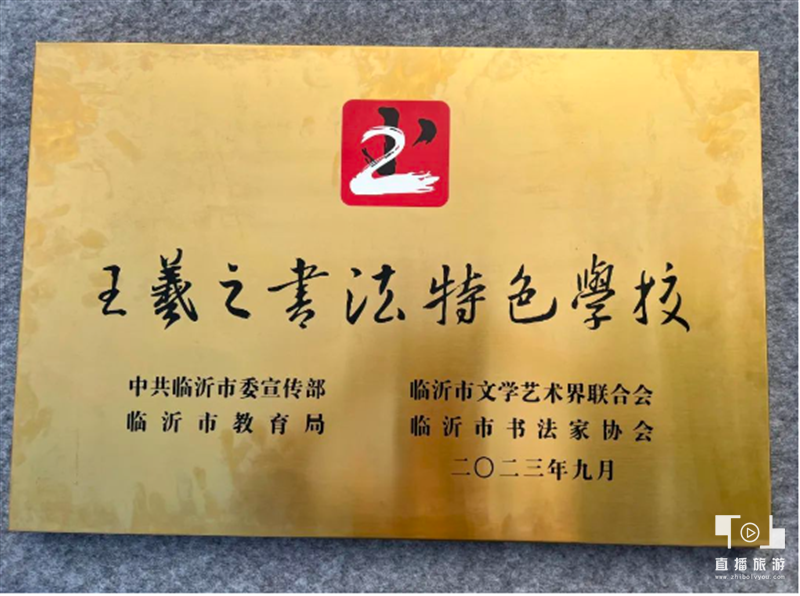 王羲之書法特色學校
中共临沂市委宣传部
临沂市教育局
临沂市文学艺术界联合会
临沂市书法家协会
二〇二三年九月
直播旅游
www.zhibolvyou.com